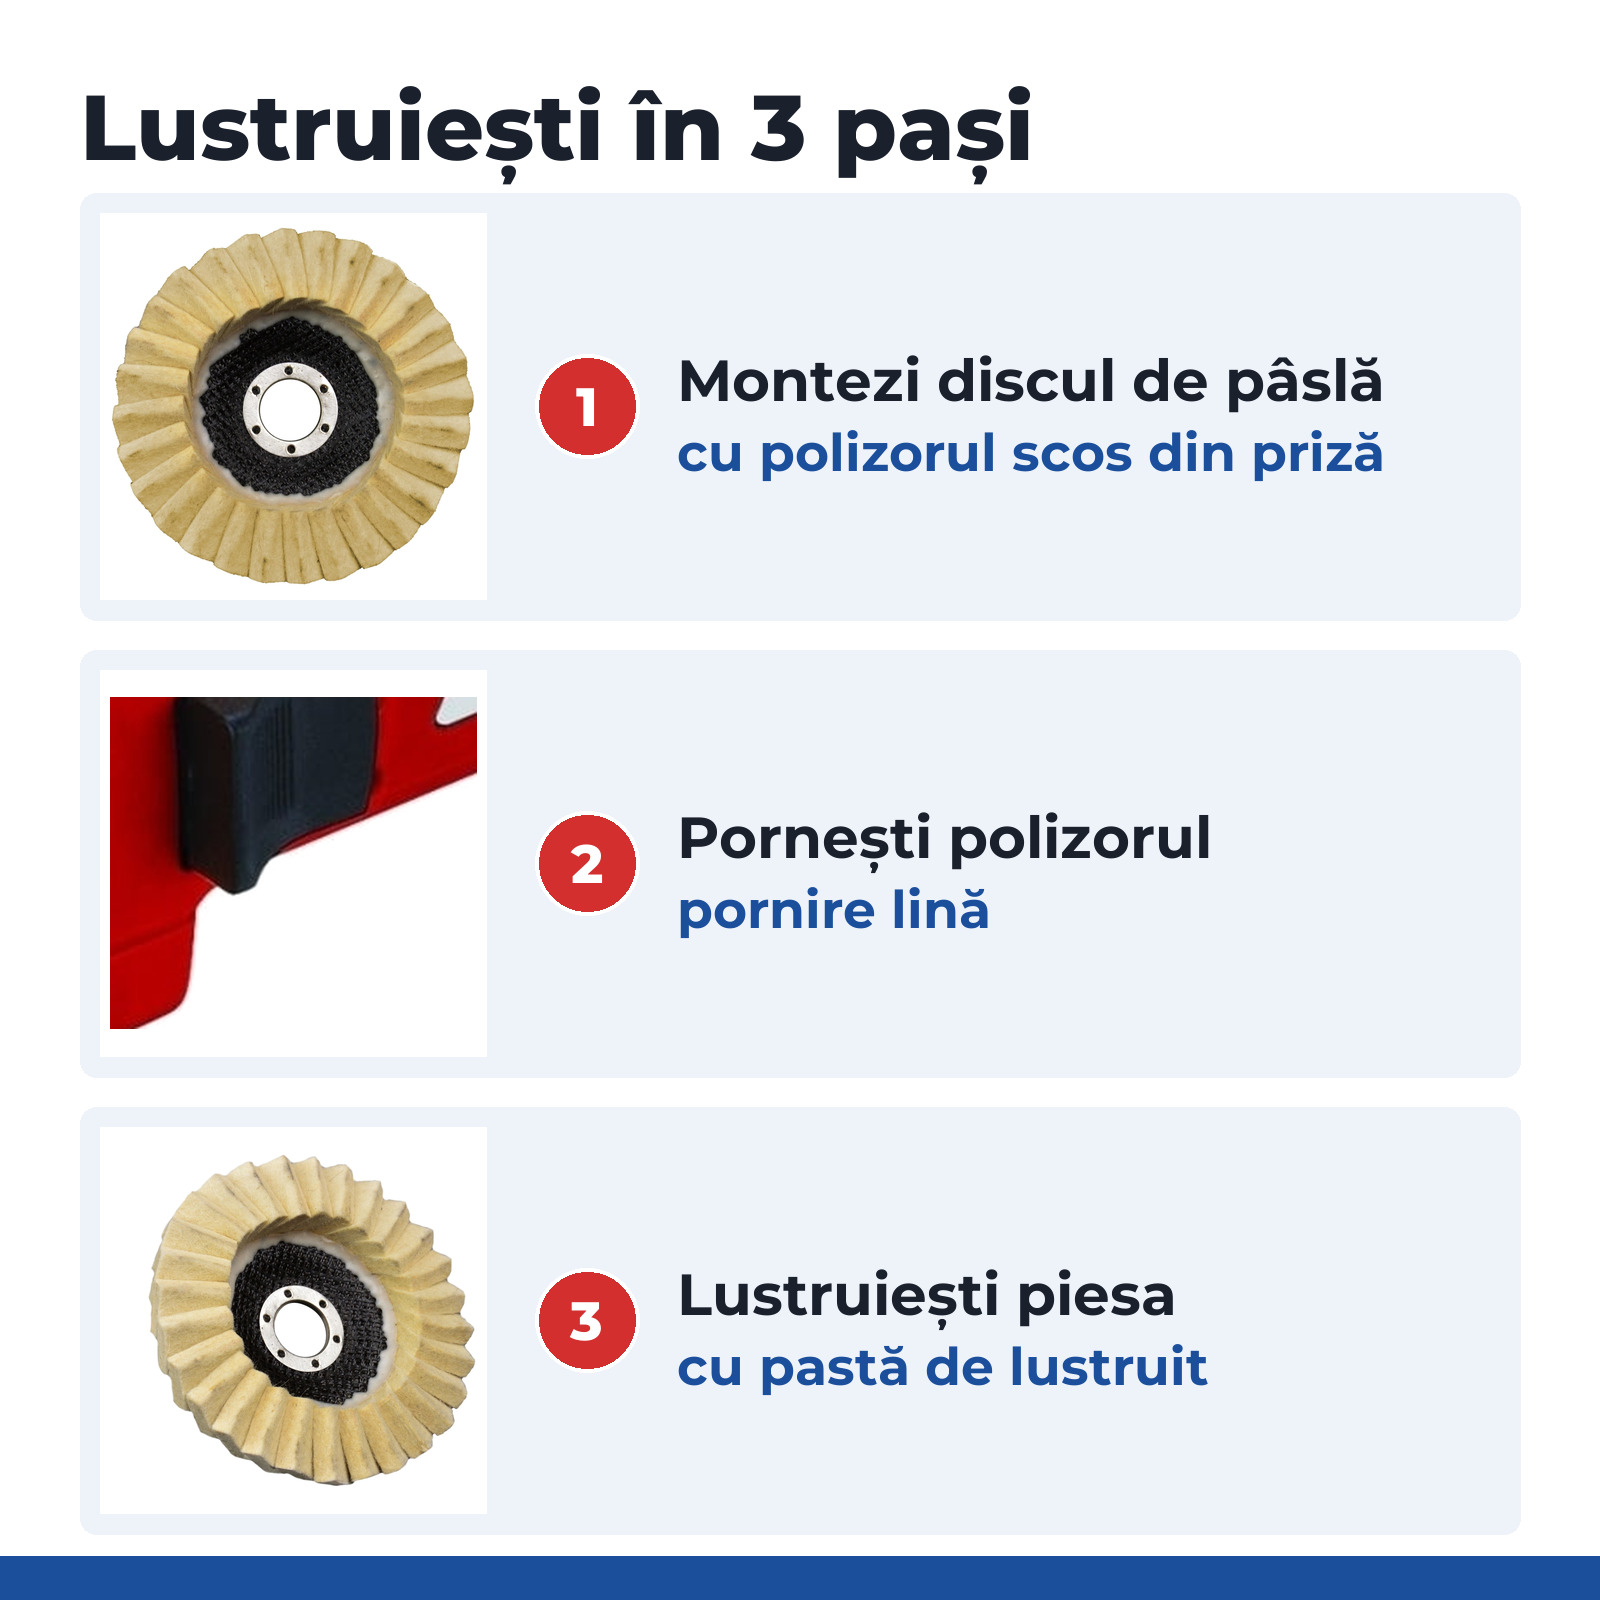 Lustruiești în 3 pași
1
Montezi discul de pâslă
cu polizorul scos din priză
2
Pornești polizorul
pornire lină
3
Lustruiești piesa
cu pastă de lustruit